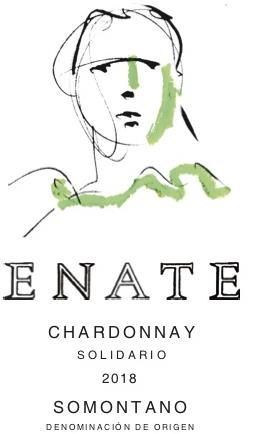 ENATE
CHARDONNAY
SOLIDARIO
2018
SOMONTANO
DENOMINACIÓN DE ORIGEN